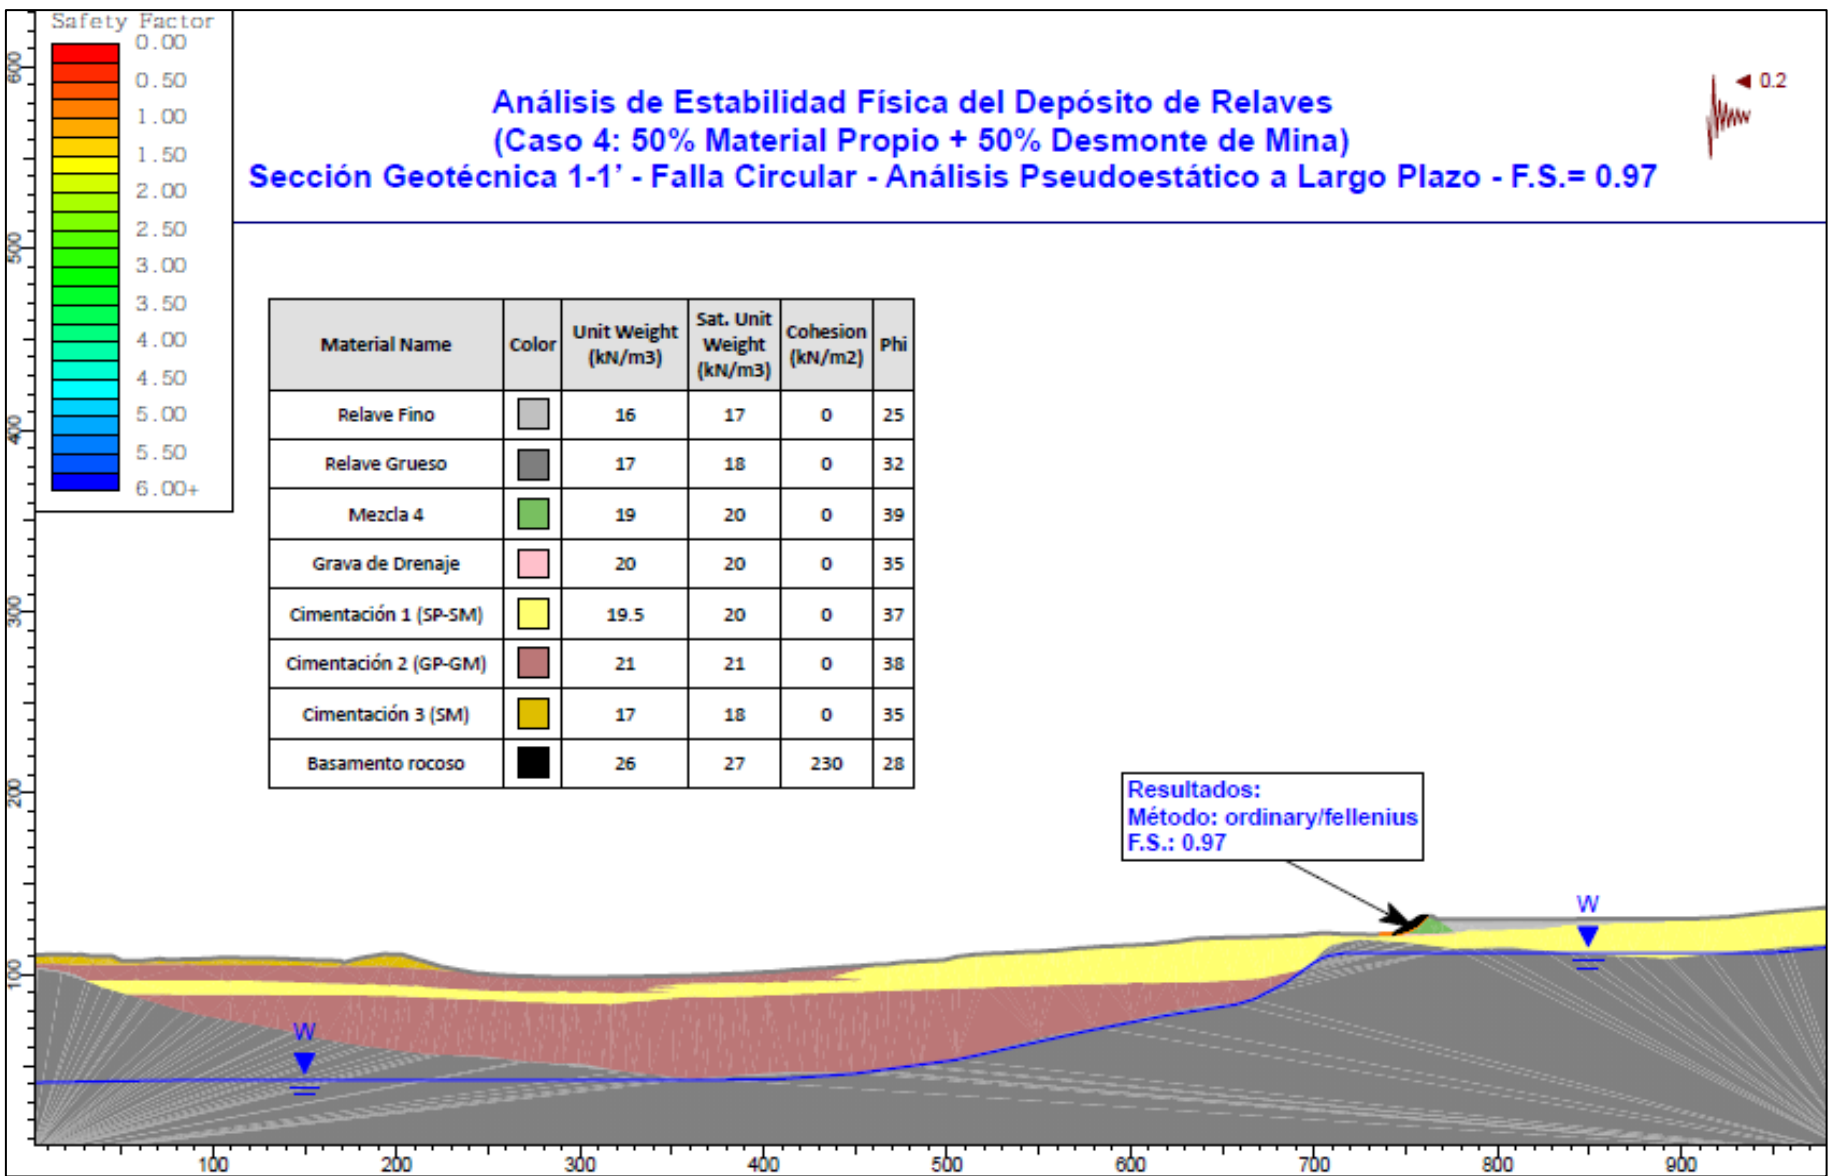 Safety Factor
0.00
0.50
1.00
1.50
2.00
2.50
3.00
3.50
4.00
4.50
5.00
5.50
6.00+
Análisis de Estabilidad Física del Depósito de Relaves
(Caso 4: 50% Material Propio + 50% Desmonte de Mina)
Sección Geotécnica 1-1’ - Falla Circular - Análisis Pseudoestático a Largo Plazo - F.S.= 0.97
0.2
Material Name Color Unit Weight (kN/m3) Sat. Unit Weight (kN/m3) Cohesion (kN/m2) Phi
Relave Fino 16 17 0 25
Relave Grueso 17 18 0 32
Mezcla 4 19 20 0 39
Grava de Drenaje 20 20 0 35
Cimentación 1 (SP-SM) 19.5 20 0 37
Cimentación 2 (GP-GM) 21 21 0 38
Cimentación 3 (SM) 17 18 0 35
Basamento rocoso 26 27 230 28
Resultados:
Método: ordinary/fellenius
F.S.: 0.97
W
W
600
500
400
300
200
100
100 200 300 400 500 600 700 800 900